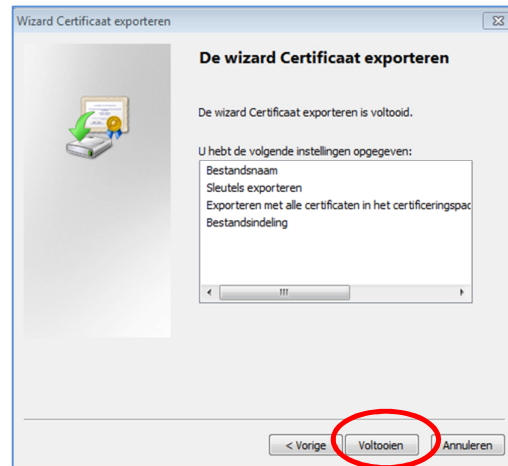 Wizard Certificaat exporteren
De wizard Certificaat exporteren
De wizard Certificaat exporteren is voltooid.
U hebt de volgende instellingen opgegeven:
Bestandsnaam
Sleutels exporteren
Exporteren met alle certificaten in het certificeringspac
Bestandsindeling
< Vorige
Voltooien
Annuleren